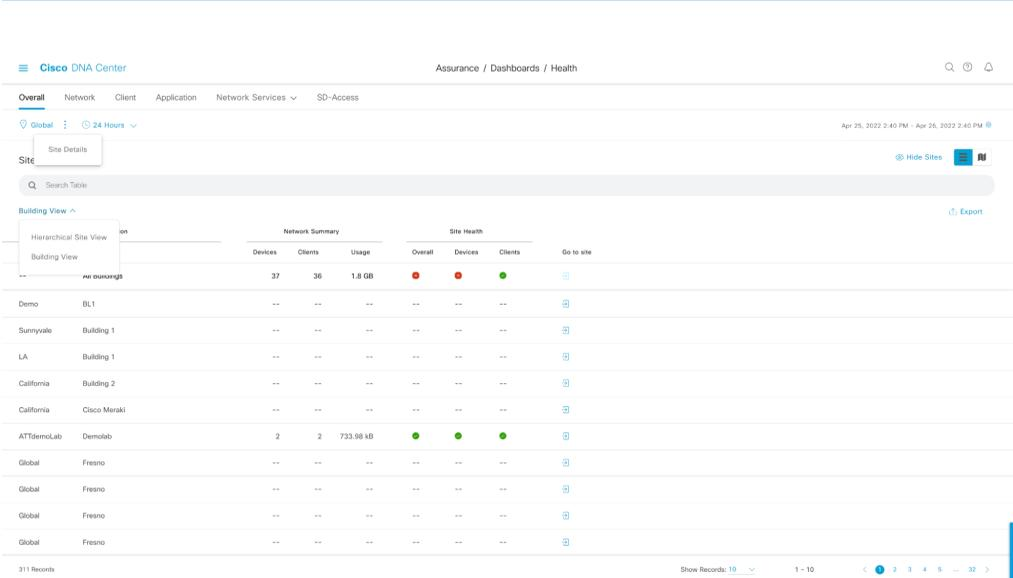 Cisco DNA Center
Assurance / Dashboards / Health
Overall Network Client Application Network Services SD-Access
Global 24 Hours
Apr 25, 2022 2:40 PM - Apr 26, 2022 2:40 PM
Site Details
Site
Hide Sites
Search Table
Building View
Export
Hierarchical Site View
Building View
on Network Summary Site Health
Devices Clients Usage Overall Devices Clients Go to site
-- All Buildings 37 36 1.8 GB
Demo BL1 -- -- -- -- -- --
Sunnyvale Building 1 -- -- -- -- -- --
LA Building 1 -- -- -- -- -- --
California Building 2 -- -- -- -- -- --
California Cisco Meraki -- -- -- -- -- --
ATTdemoLab Demolab 2 2 733.98 kB
Global Fresno -- -- -- -- -- --
Global Fresno -- -- -- -- -- --
Global Fresno -- -- -- -- -- --
Global Fresno -- -- -- -- -- --
311 Records
Show Records: 10
1 - 10
< 1 2 3 4 5 ... 32 >